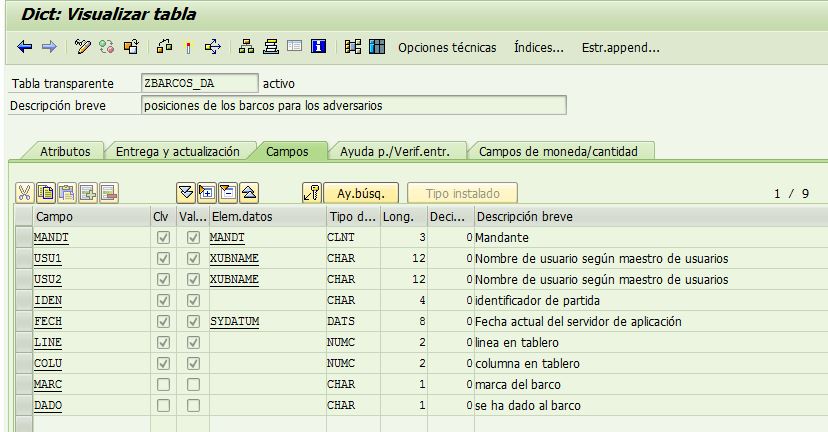 Dict: Visualizar tabla
Opciones técnicas Índices... Estr.append...
Tabla transparente ZBARCOS_DA activo
Descripción breve posiciones de los barcos para los adversarios
Atributos Entrega y actualización Campos Ayuda p./Verif.entr. Campos de moneda/cantidad
Ay.búsq. Tipo instalado 1 / 9
Campo Clv Val... Elem.datos Tipo d... Long. Deci... Descripción breve
MANDT MANDT CLNT 3 0 Mandante
USU1 XUBNAME CHAR 12 0 Nombre de usuario según maestro de usuarios
USU2 XUBNAME CHAR 12 0 Nombre de usuario según maestro de usuarios
IDEN CHAR 4 0 identificador de partida
FECH SYDATUM DATS 8 0 Fecha actual del servidor de aplicación
LINE NUMC 2 0 linea en tablero
COLU NUMC 2 0 columna en tablero
MARC CHAR 1 0 marca del barco
DADO CHAR 1 0 se ha dado al barco